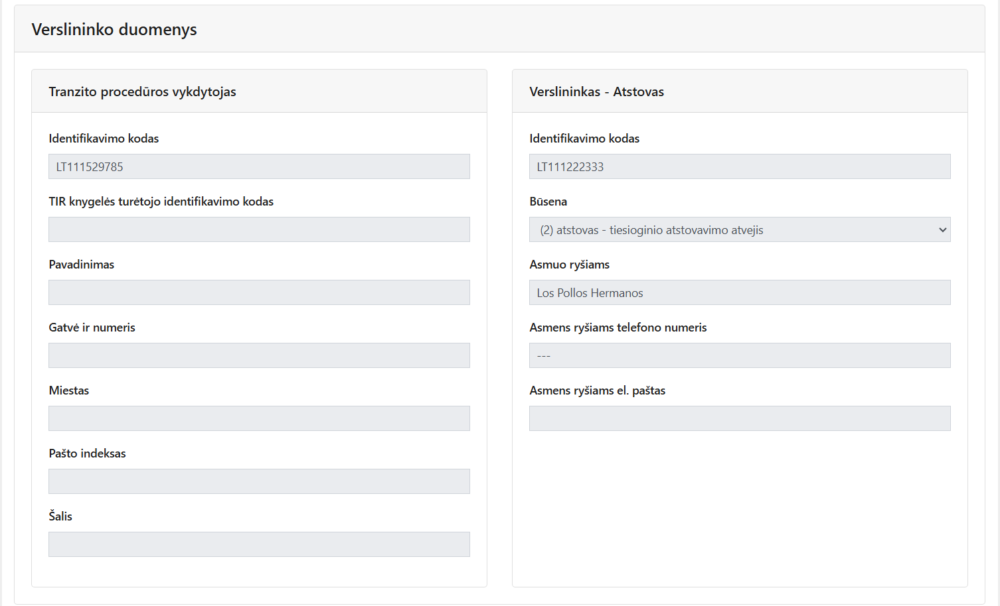 Verslininko duomenys
Tranzito procedūros vykdytojas
Identifikavimo kodas
LT111529785
TIR knygelės turėtojo identifikavimo kodas
Pavadinimas
Gatvė ir numeris
Miestas
Pašto indeksas
Šalis
Verslininkas - Atstovas
Identifikavimo kodas
LT111222333
Būsena
(2) atstovas - tiesioginio atstovavimo atvejis
Asmuo ryšiams
Los Pollos Hermanos
Asmens ryšiams telefono numeris
---
Asmens ryšiams el. paštas